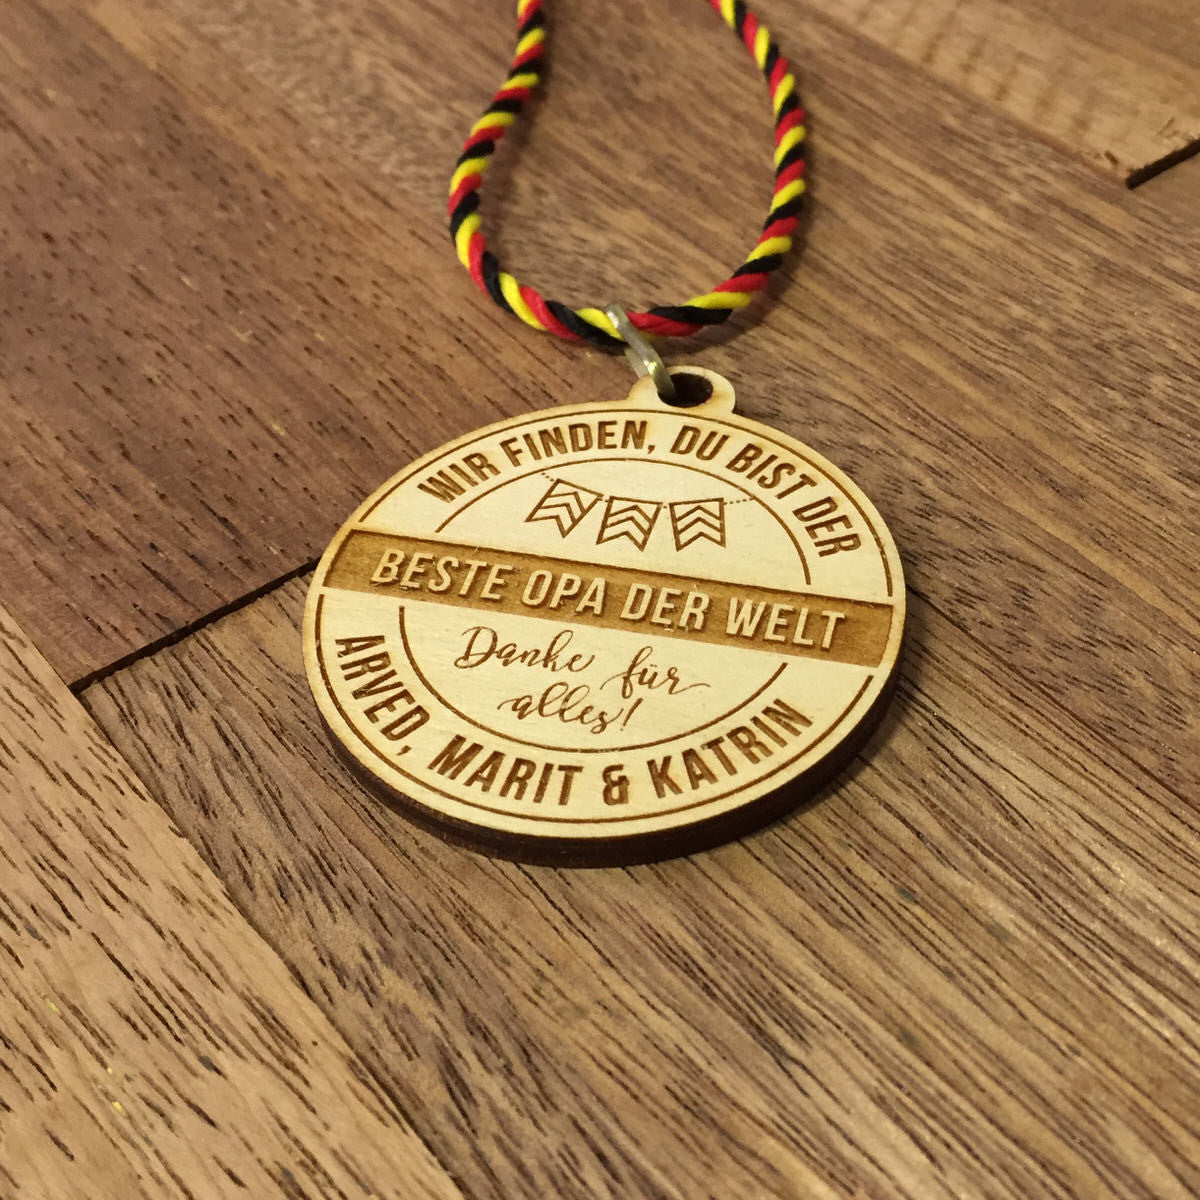 WIR FINDEN, DU BIST DER
BESTE OPA DER WELT
Danke für
alles!
ARVED, MARIT & KATRIN